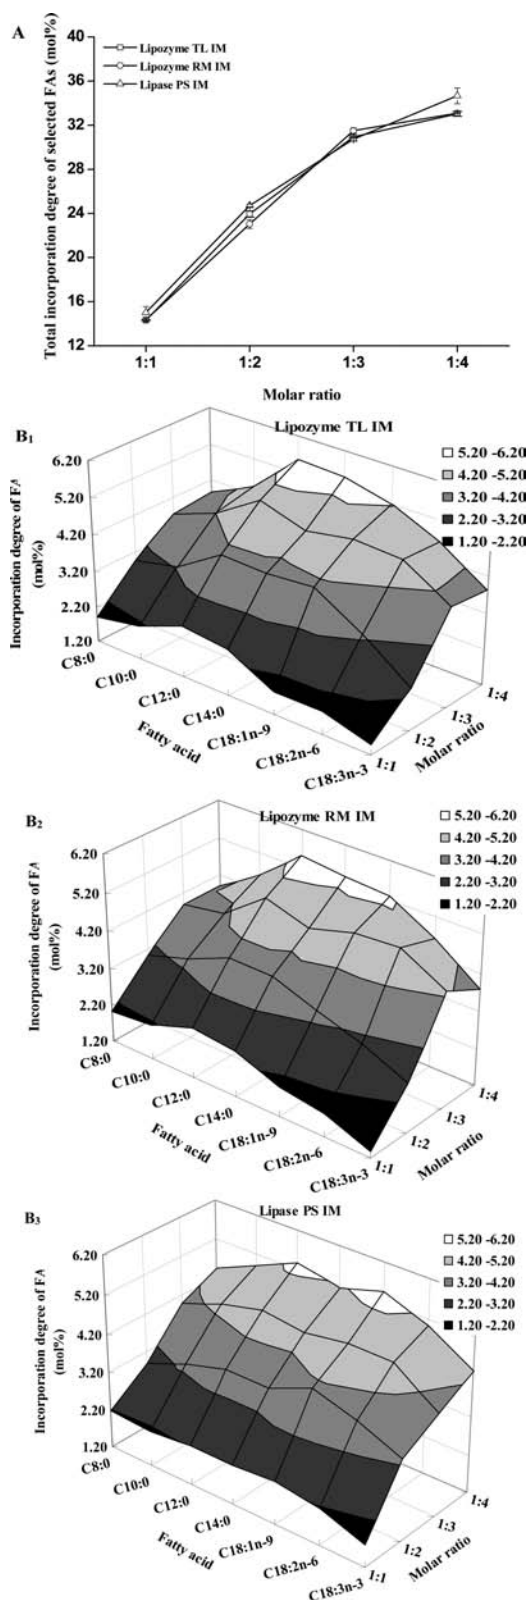 A
Total incorporation degree of selected FAs (mol%)
40
36
32
28
24
20
16
12
Lipozyme TL IM
Lipozyme RM IM
Lipase PS IM
1:1
1:2
1:3
1:4
Molar ratio
B1
Lipozyme TL IM
Incorporation degree of FA
(mol%)
6.20
5.20
4.20
3.20
2.20
1.20
5.20 -6.20
4.20 -5.20
3.20 -4.20
2.20 -3.20
1.20 -2.20
C8:0
C10:0
C12:0
C14:0
C18:1n-9
C18:2n-6
C18:3n-3
Fatty acid
1:1
1:2
1:3
1:4
Molar ratio
B2
Lipozyme RM IM
Incorporation degree of FA
(mol%)
6.20
5.20
4.20
3.20
2.20
1.20
5.20 -6.20
4.20 -5.20
3.20 -4.20
2.20 -3.20
1.20 -2.20
C8:0
C10:0
C12:0
C14:0
C18:1n-9
C18:2n-6
C18:3n-3
Fatty acid
1:1
1:2
1:3
1:4
Molar ratio
B3
Lipase PS IM
Incorporation degree of FA
(mol%)
6.20
5.20
4.20
3.20
2.20
1.20
5.20 -6.20
4.20 -5.20
3.20 -4.20
2.20 -3.20
1.20 -2.20
C8:0
C10:0
C12:0
C14:0
C18:1n-9
C18:2n-6
C18:3n-3
Fatty acid
1:1
1:2
1:3
1:4
Molar ratio